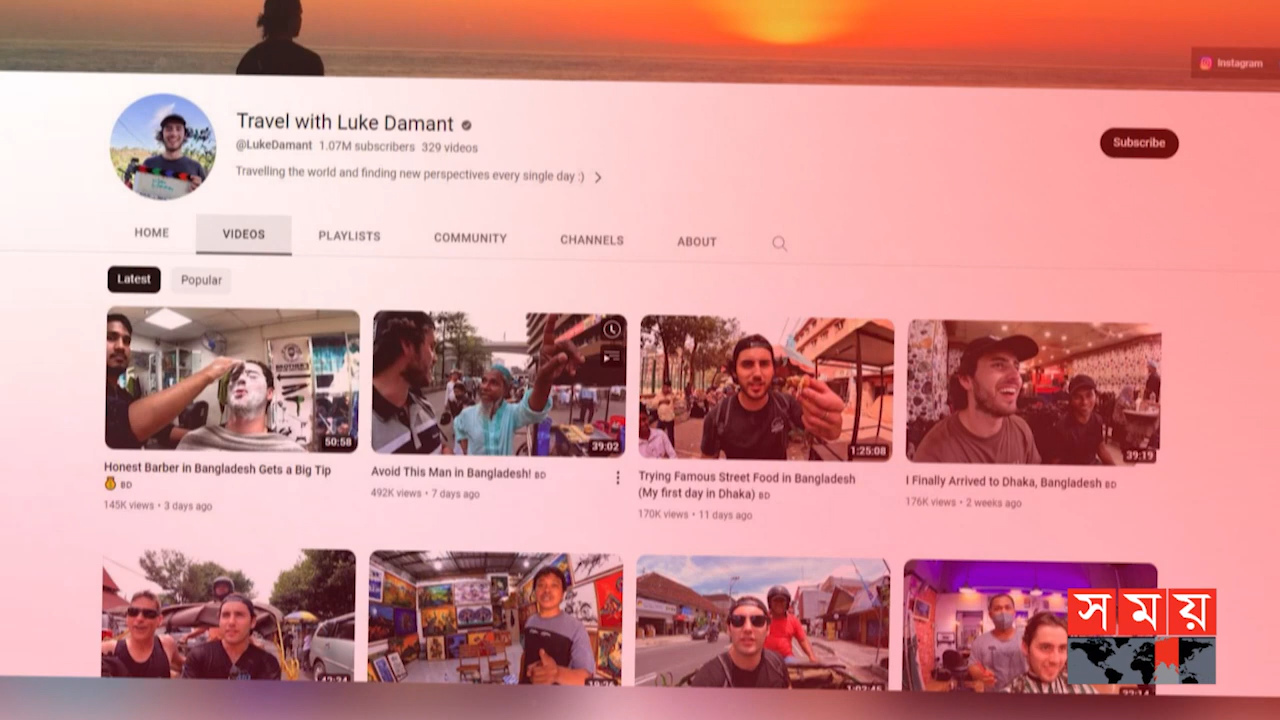 Instagram
Travel with Luke Damant
@LukeDamant 1.07M subscribers 329 videos
Travelling the world and finding new perspectives every single day :)
Subscribe
HOME VIDEOS PLAYLISTS COMMUNITY CHANNELS ABOUT
Latest Popular
50:58 39:02 1:25:08 39:19
Honest Barber in Bangladesh Gets a Big Tip
BD
145K views • 3 days ago
Avoid This Man in Bangladesh! BD
492K views • 7 days ago
Trying Famous Street Food in Bangladesh
(My first day in Dhaka) BD
170K views • 11 days ago
I Finally Arrived to Dhaka, Bangladesh BD
176K views • 2 weeks ago
সময়